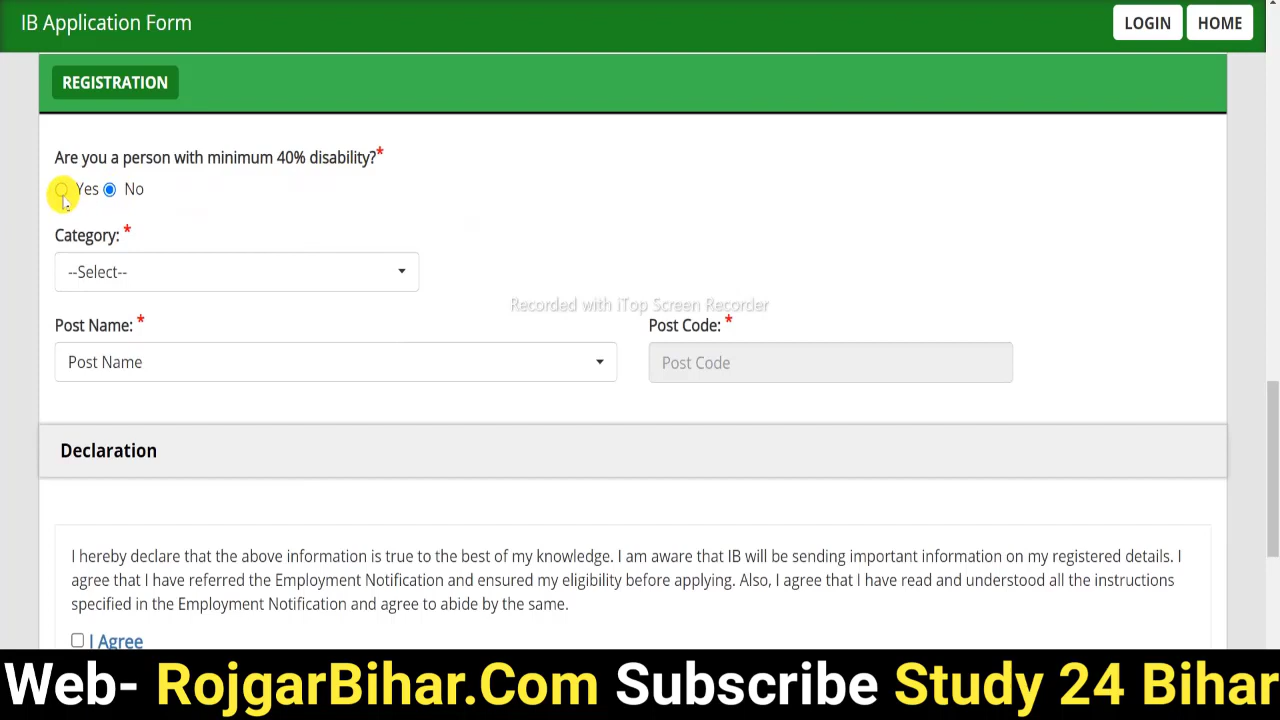 IB Application Form
LOGIN HOME
REGISTRATION
Are you a person with minimum 40% disability?*
Yes No
Category: *
--Select--
Recorded with iTop Screen Recorder
Post Name: * Post Code: *
Post Name Post Code
Declaration
I hereby declare that the above information is true to the best of my knowledge. I am aware that IB will be sending important information on my registered details. I
agree that I have referred the Employment Notification and ensured my eligibility before applying. Also, I agree that I have read and understood all the instructions
specified in the Employment Notification and agree to abide by the same.
I Agree
Web- RojgarBihar.Com Subscribe Study 24 Bihar